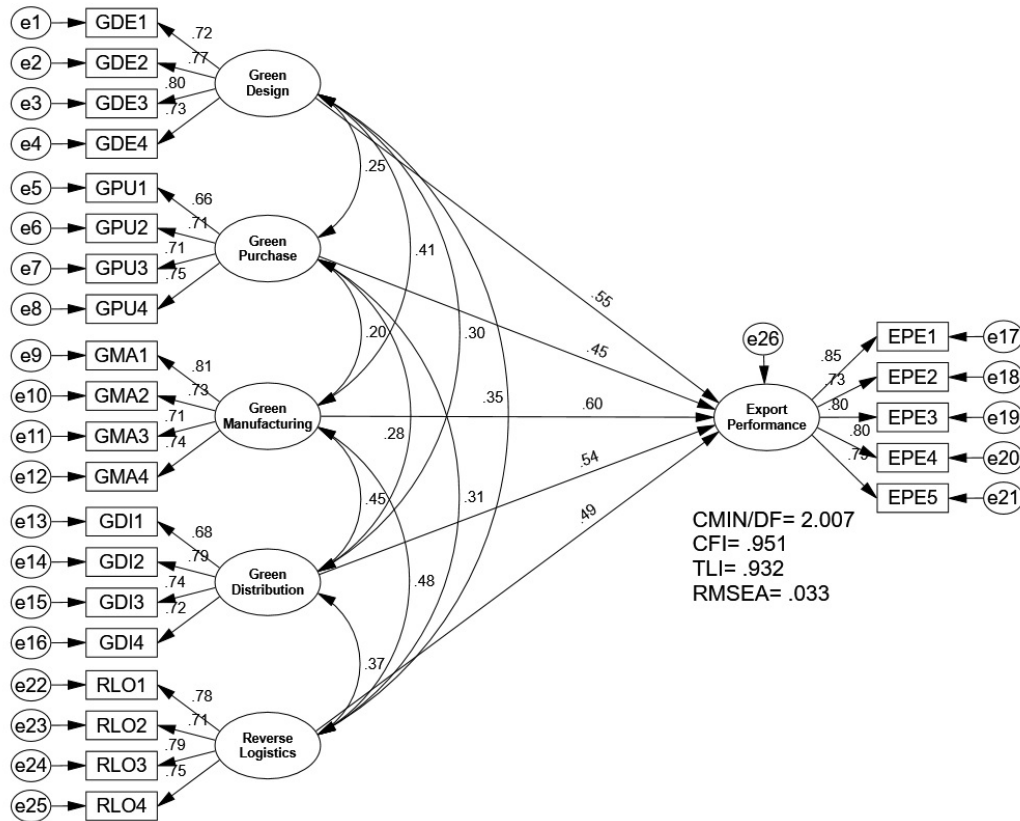 e1
GDE1
.72
e2
GDE2
.77
e3
GDE3
.80
e4
GDE4
.73
Green
Design
e5
GPU1
.66
e6
GPU2
.71
e7
GPU3
.71
e8
GPU4
.75
Green
Purchase
e9
GMA1
.81
e10
GMA2
.73
e11
GMA3
.71
e12
GMA4
.74
Green
Manufacturing
e13
GDI1
.68
e14
GDI2
.79
e15
GDI3
.74
e16
GDI4
.72
Green
Distribution
e22
RLO1
.78
e23
RLO2
.71
e24
RLO3
.79
e25
RLO4
.75
Reverse
Logistics
.25
.41
.20
.30
.35
.28
.45
.31
.48
.37
.55
.45
.60
.54
.49
e26
Export
Performance
.85
EPE1
e17
.73
EPE2
e18
.80
EPE3
e19
.80
EPE4
e20
EPE5
e21
CMIN/DF= 2.007
CFI= .951
TLI= .932
RMSEA= .033